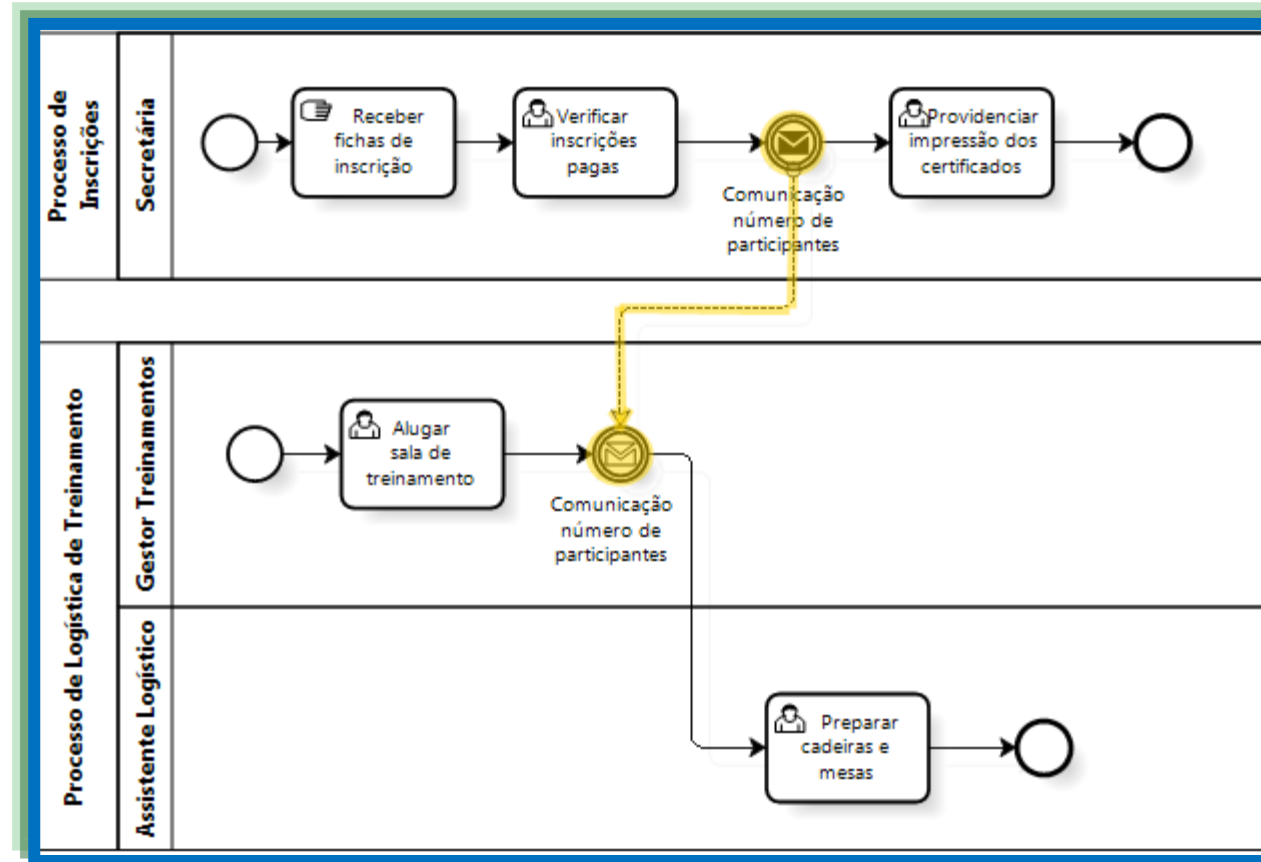 Processo de
Inscrições
Secretária
Receber
fichas de
inscrição
Verificar
inscrições
pagas
Comunicação
número de
participantes
Providenciar
impressão dos
certificados
Processo de Logística de Treinamento
Gestor Treinamentos
Alugar
sala de
treinamento
Comunicação
número de
participantes
Assistente Logístico
Preparar
cadeiras e
mesas